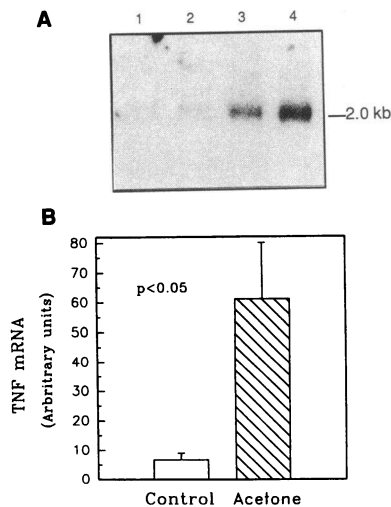 A
1 2 3 4
2.0 kb
B
80
70
60
50
40
30
20
10
0
TNF mRNA
(Arbritrary units)
p<0.05
Control Acetone